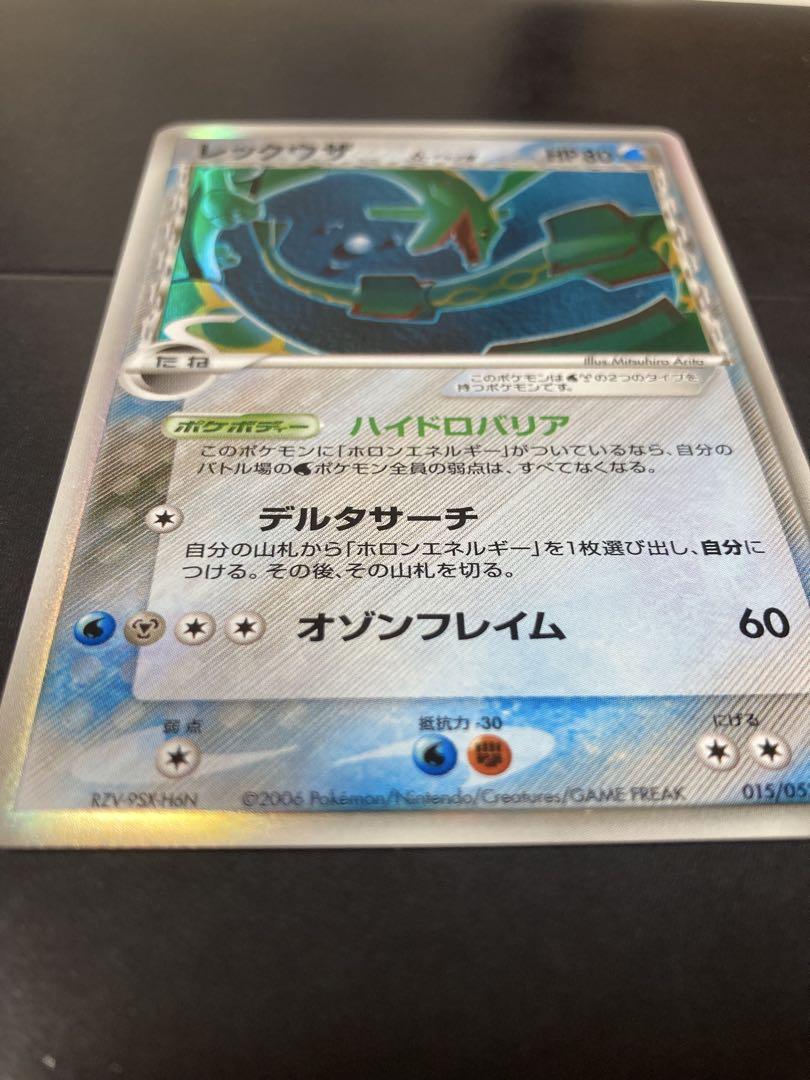 レックウザ
HP 80
Illus. Mitsuhiro Arita
たね
このポケモンは の2つのタイプを
持つポケモンです。
ポケボディー ハイドロバリア
このポケモンに「ホロンエネルギー」がついているなら、自分の
バトル場の ポケモン全員の弱点は、すべてなくなる。
デルタサーチ
自分の山札から「ホロンエネルギー」を1枚選び出し、自分に
つける。その後、その山札を切る。
オゾンフレイム 60
弱点 抵抗力 -30 にげる
RZV-9SX-H6N ©2006 Pokémon/Nintendo/Creatures/GAME FREAK 015/05